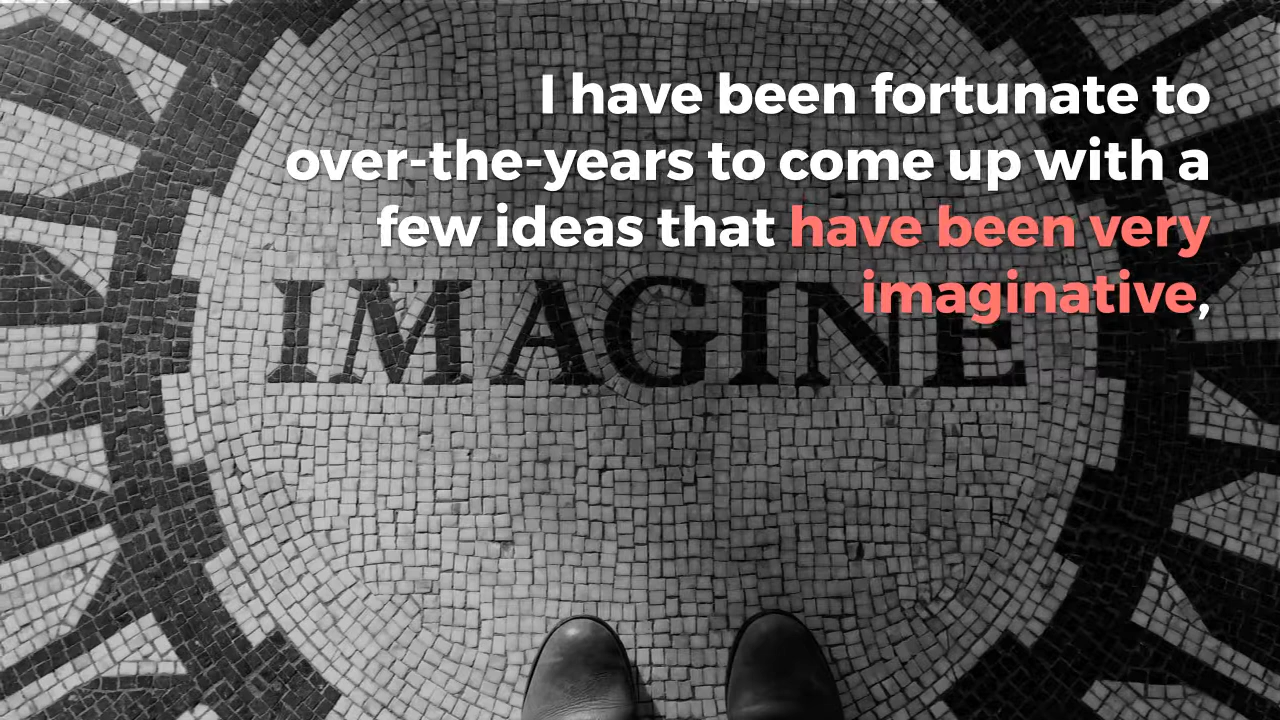 I have been fortunate to
over-the-years to come up with a
few ideas that have been very
imaginative,
IMAGINE